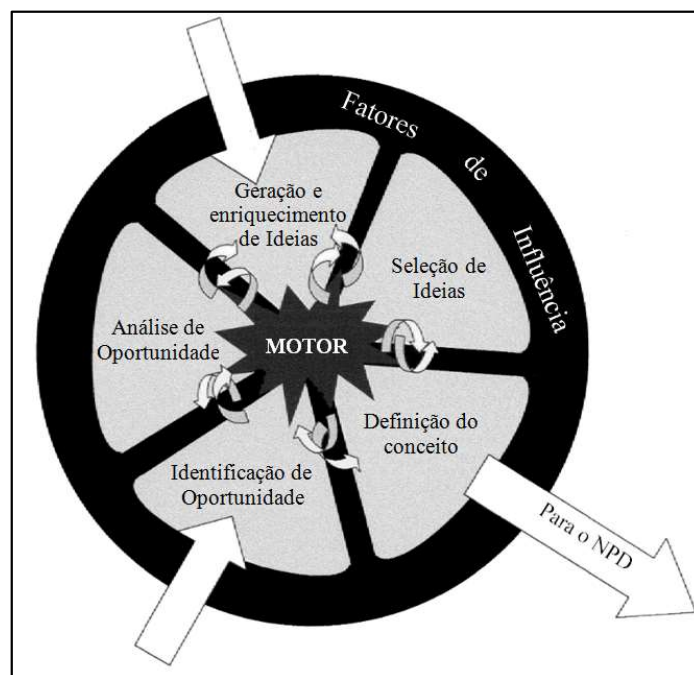 Fatores de Influência
Geração e
enriquecimento
de Ideias
Seleção de
Ideias
Análise de
Oportunidade
MOTOR
Definição do
conceito
Identificação de
Oportunidade
Para o NPD